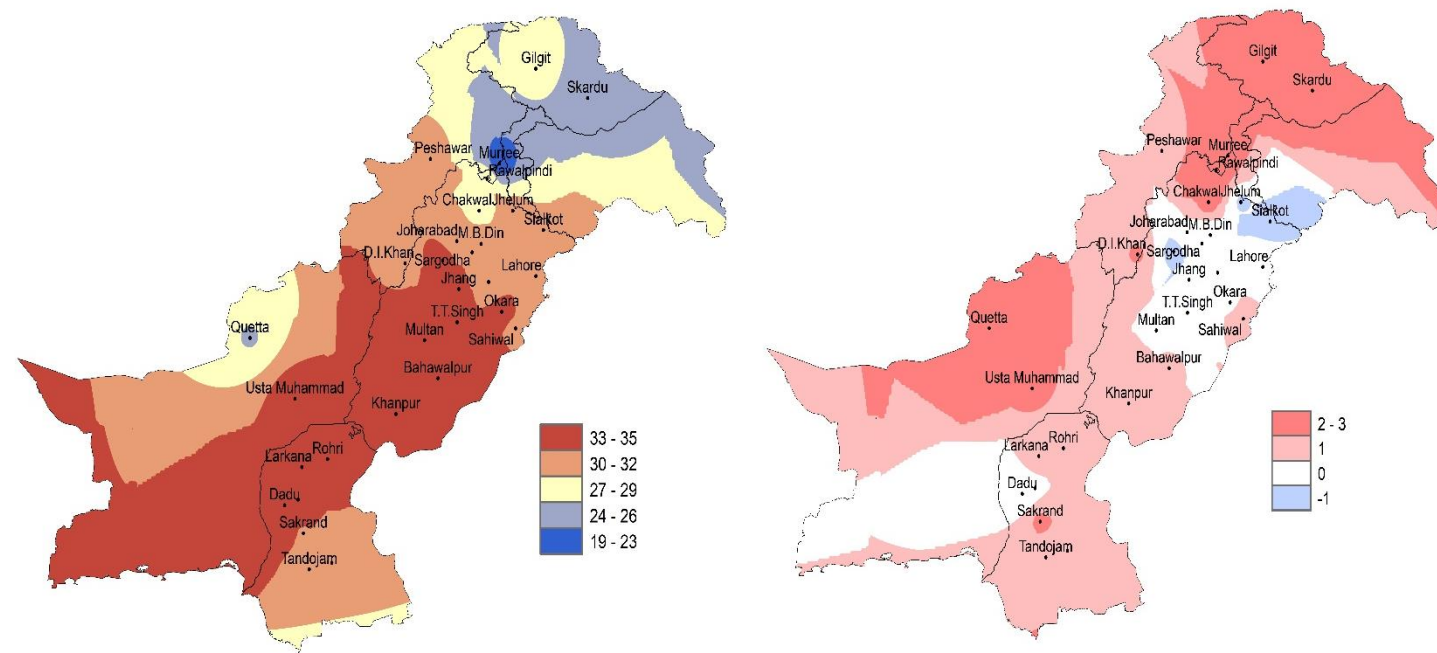 Gilgit
Skardu
Peshawar
Murree
Rawalpindi
Chakwal
Jhelum
Sialkot
Joharabad
M.B.Din
D.I.Khan
Sargodha
Lahore
Jhang
Okara
T.T.Singh
Multan
Sahiwal
Quetta
Bahawalpur
Usta Muhammad
Khanpur
Rohri
Larkana
Dadu
Sakrand
Tandojam
33 - 35
30 - 32
27 - 29
24 - 26
19 - 23
Gilgit
Skardu
Peshawar
Murree
Rawalpindi
Chakwal
Jhelum
Sialkot
Joharabad
M.B.Din
D.I.Khan
Sargodha
Lahore
Jhang
Okara
T.T.Singh
Multan
Sahiwal
Quetta
Bahawalpur
Usta Muhammad
Khanpur
Rohri
Larkana
Dadu
Sakrand
Tandojam
2 - 3
1
0
-1